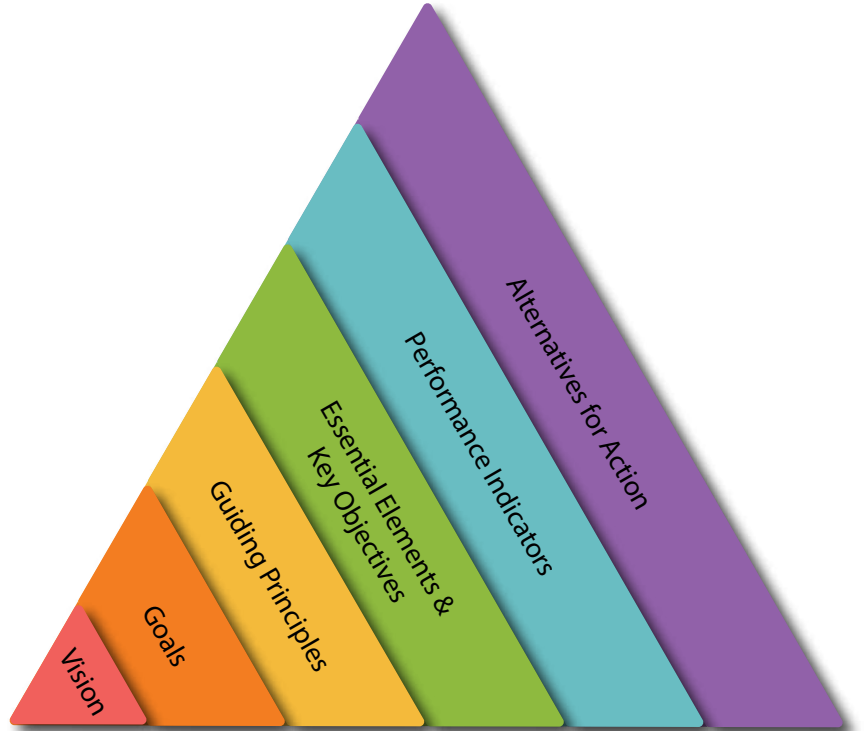 Vision
Goals
Guiding Principles
Essential Elements &
Key Objectives
Performance Indicators
Alternatives for Action